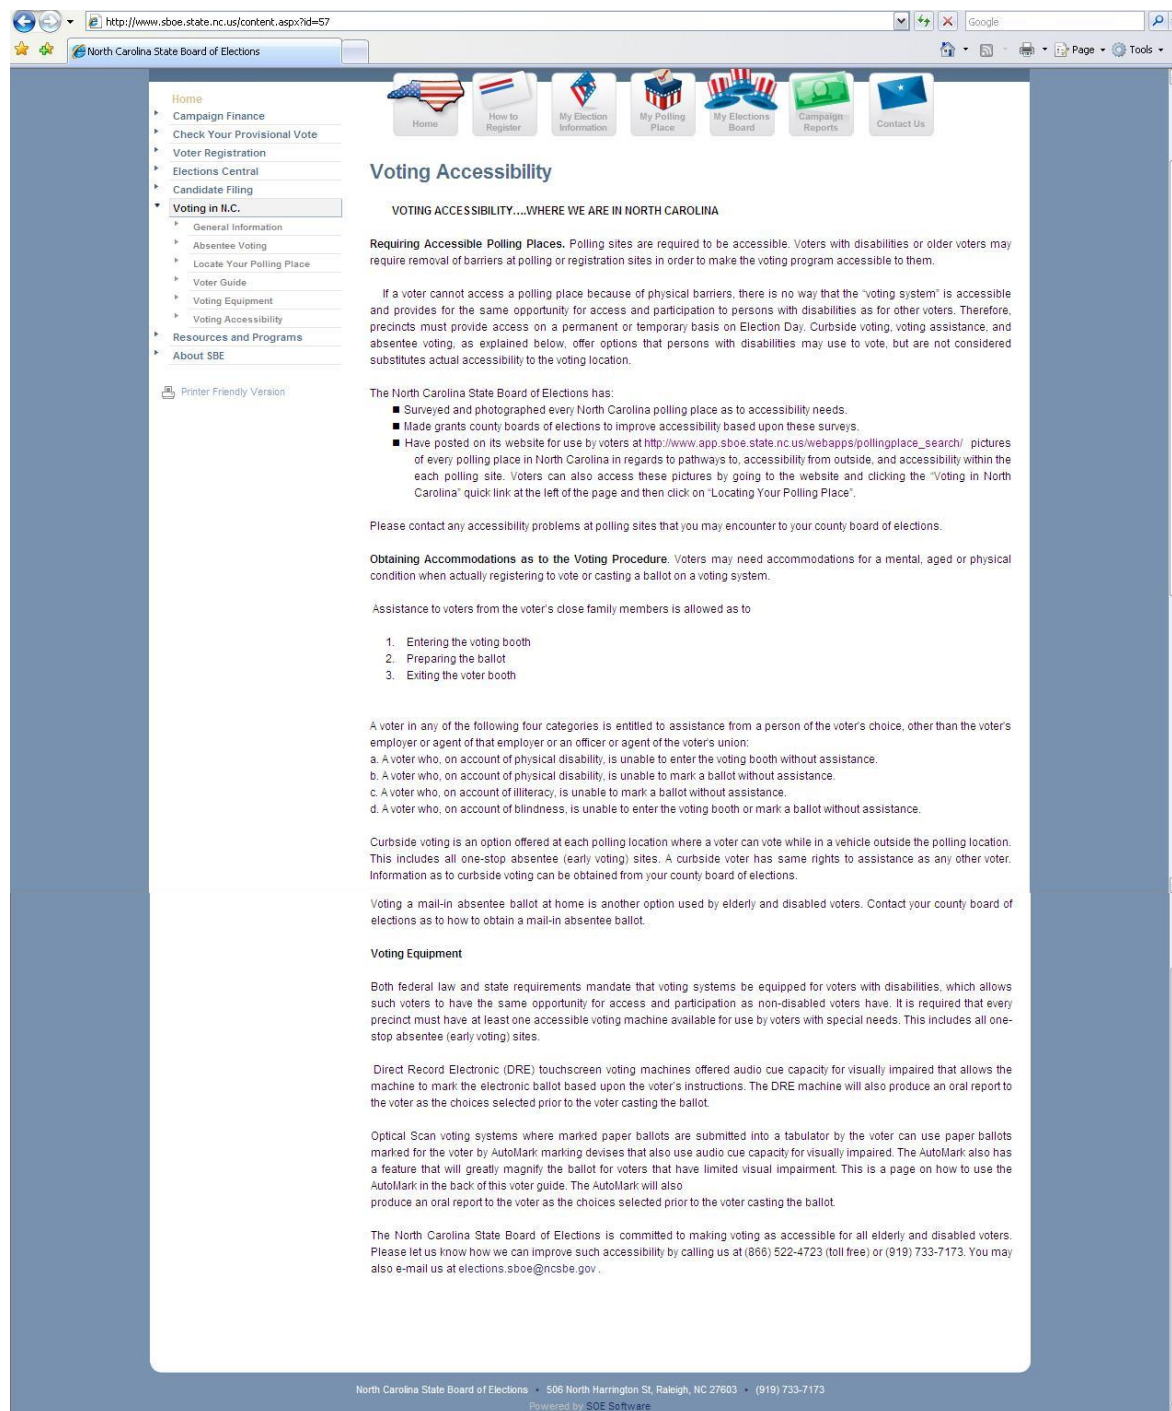 http://www.sboe.state.nc.us/content.aspx?id=57
Google
North Carolina State Board of Elections
Page
Tools
Home
Campaign Finance
Check Your Provisional Vote
Voter Registration
Elections Central
Candidate Filing
Voting in N.C.
General Information
Absentee Voting
Locate Your Polling Place
Voter Guide
Voting Equipment
Voting Accessibility
Resources and Programs
About SBE
Printer Friendly Version
Home
How to
Register
My Election
Information
My Polling
Place
My Elections
Board
Campaign
Reports
Contact Us
Voting Accessibility
VOTING ACCESSIBILITY....WHERE WE ARE IN NORTH CAROLINA
Requiring Accessible Polling Places. Polling sites are required to be accessible. Voters with disabilities or older voters may
require removal of barriers at polling or registration sites in order to make the voting program accessible to them.
If a voter cannot access a polling place because of physical barriers, there is no way that the “voting system” is accessible
and provides for the same opportunity for access and participation to persons with disabilities as for other voters. Therefore,
precincts must provide access on a permanent or temporary basis on Election Day. Curbside voting, voting assistance, and
absentee voting, as explained below, offer options that persons with disabilities may use to vote, but are not considered
substitutes actual accessibility to the voting location.
The North Carolina State Board of Elections has:
■ Surveyed and photographed every North Carolina polling place as to accessibility needs.
■ Made grants county boards of elections to improve accessibility based upon these surveys.
■ Have posted on its website for use by voters at http://www.app.sboe.state.nc.us/webapps/pollingplace_search/ pictures
of every polling place in North Carolina in regards to pathways to, accessibility from outside, and accessibility within the
each polling site. Voters can also access these pictures by going to the website and clicking the “Voting in North
Carolina” quick link at the left of the page and then click on “Locating Your Polling Place”.
Please contact any accessibility problems at polling sites that you may encounter to your county board of elections.
Obtaining Accommodations as to the Voting Procedure. Voters may need accommodations for a mental, aged or physical
condition when actually registering to vote or casting a ballot on a voting system.
Assistance to voters from the voter's close family members is allowed as to
1. Entering the voting booth
2. Preparing the ballot
3. Exiting the voter booth
A voter in any of the following four categories is entitled to assistance from a person of the voter's choice, other than the voter's
employer or agent of that employer or an officer or agent of the voter's union:
a. A voter who, on account of physical disability, is unable to enter the voting booth without assistance.
b. A voter who, on account of physical disability, is unable to mark a ballot without assistance.
c. A voter who, on account of illiteracy, is unable to mark a ballot without assistance.
d. A voter who, on account of blindness, is unable to enter the voting booth or mark a ballot without assistance.
Curbside voting is an option offered at each polling location where a voter can vote while in a vehicle outside the polling location.
This includes all one-stop absentee (early voting) sites. A curbside voter has same rights to assistance as any other voter.
Information as to curbside voting can be obtained from your county board of elections.
Voting a mail-in absentee ballot at home is another option used by elderly and disabled voters. Contact your county board of
elections as to how to obtain a mail-in absentee ballot.
Voting Equipment
Both federal law and state requirements mandate that voting systems be equipped for voters with disabilities, which allows
such voters to have the same opportunity for access and participation as non-disabled voters have. It is required that every
precinct must have at least one accessible voting machine available for use by voters with special needs. This includes all one-
stop absentee (early voting) sites.
Direct Record Electronic (DRE) touchscreen voting machines offered audio cue capacity for visually impaired that allows the
machine to mark the electronic ballot based upon the voter's instructions. The DRE machine will also produce an oral report to
the voter as the choices selected prior to the voter casting the ballot.
Optical Scan voting systems where marked paper ballots are submitted into a tabulator by the voter can use paper ballots
marked for the voter by AutoMark marking devises that also use audio cue capacity for visually impaired. The AutoMark also has
a feature that will greatly magnify the ballot for voters that have limited visual impairment. This is a page on how to use the
AutoMark in the back of this voter guide. The AutoMark will also
produce an oral report to the voter as the choices selected prior to the voter casting the ballot.
The North Carolina State Board of Elections is committed to making voting as accessible for all elderly and disabled voters.
Please let us know how we can improve such accessibility by calling us at (866) 522-4723 (toll free) or (919) 733-7173. You may
also e-mail us at elections.sboe@ncsbe.gov .
North Carolina State Board of Elections • 506 North Harrington St, Raleigh, NC 27603 • (919) 733-7173
Powered by SOE Software